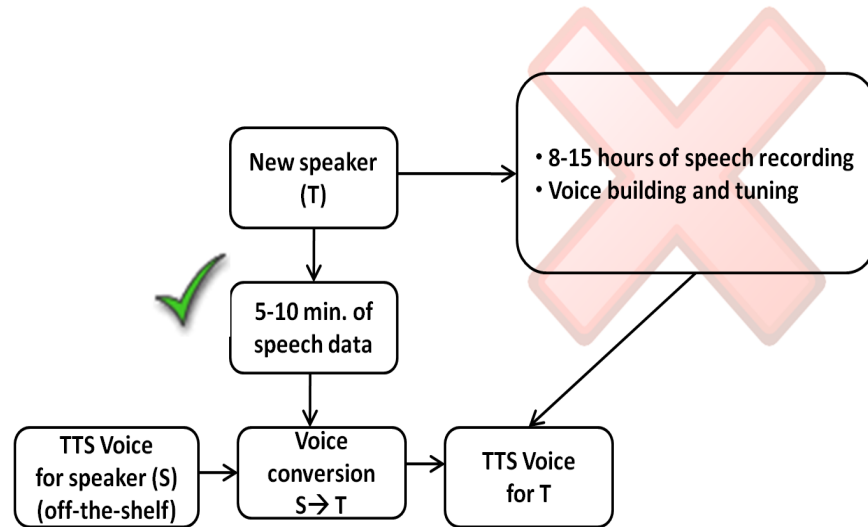 New speaker
(T)
• 8-15 hours of speech recording
• Voice building and tuning
5-10 min. of
speech data
TTS Voice
for speaker (S)
(off-the-shelf)
Voice
conversion
S→ T
TTS Voice
for T